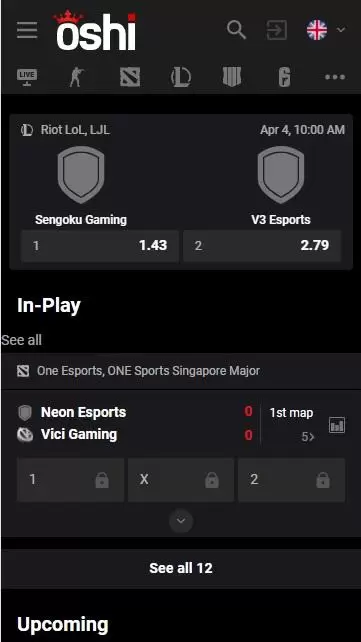 oshi
LIVE
Riot LoL, LJL Apr 4, 10:00 AM
Sengoku Gaming V3 Esports
1 1.43 2 2.79
In-Play
See all
One Esports, ONE Sports Singapore Major
Neon Esports 0 1st map
Vici Gaming 0 5>
1 X 2
See all 12
Upcoming